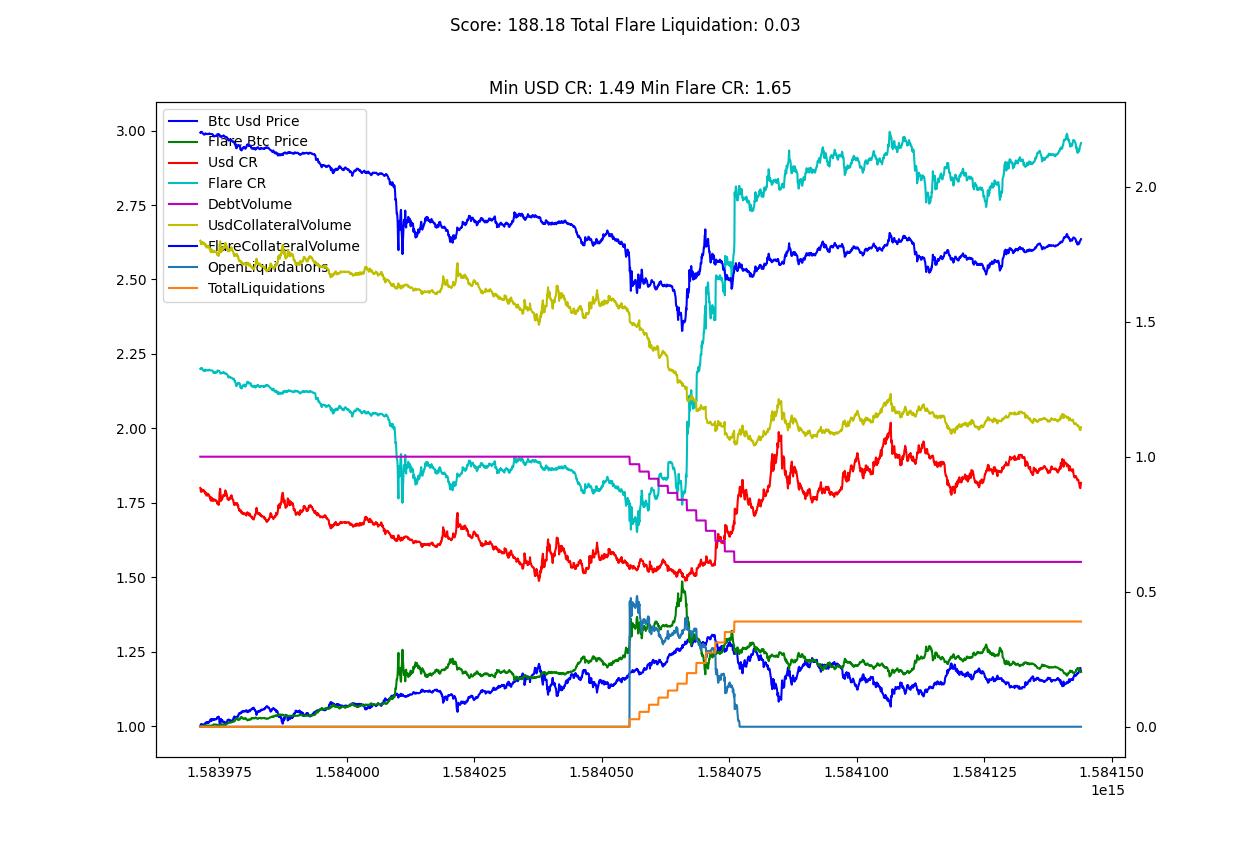 Score: 188.18 Total Flare Liquidation: 0.03
Min USD CR: 1.49 Min Flare CR: 1.65
Btc Usd Price
Flare Btc Price
Usd CR
Flare CR
DebtVolume
UsdCollateralVolume
FlareCollateralVolume
OpenLiquidations
TotalLiquidations
3.00
2.75
2.50
2.25
2.00
1.75
1.50
1.25
1.00
2.0
1.5
1.0
0.5
0.0
1.583975 1.584000 1.584025 1.584050 1.584075 1.584100 1.584125 1.584150
1e15